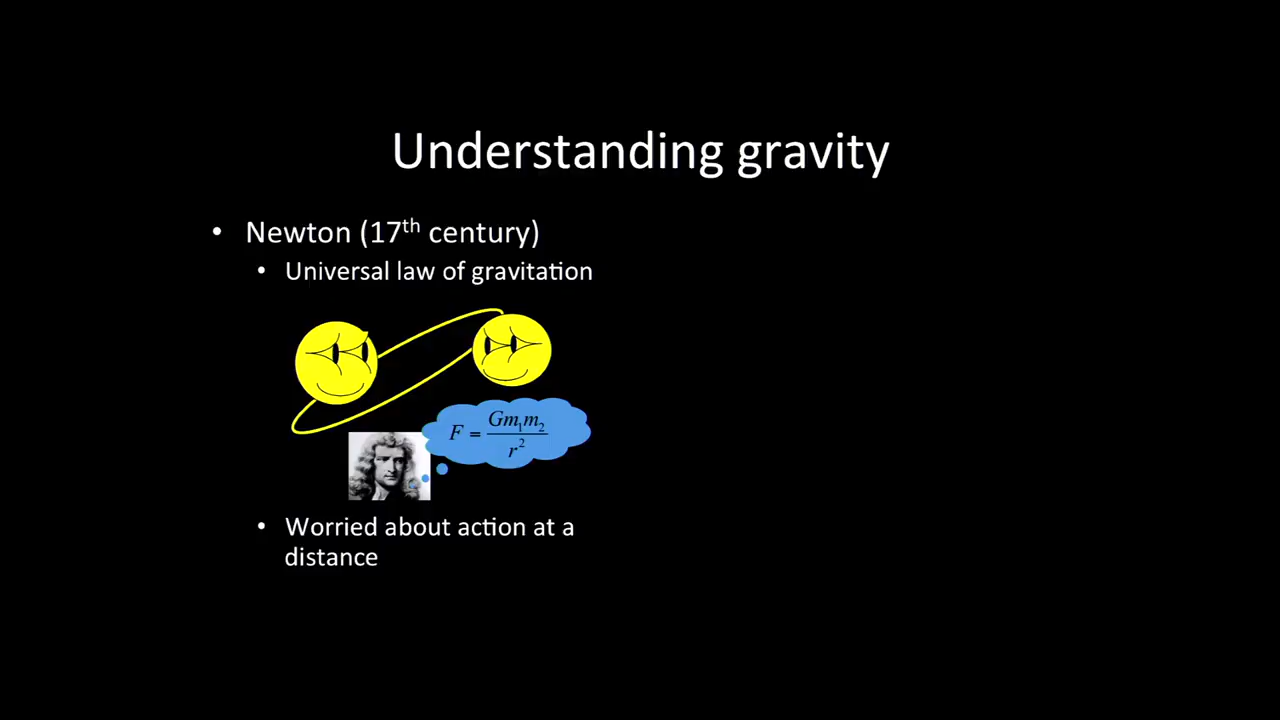 Understanding gravity
• Newton (17th century)
• Universal law of gravitation
F = Gm₁m₂ / r²
• Worried about action at a
distance